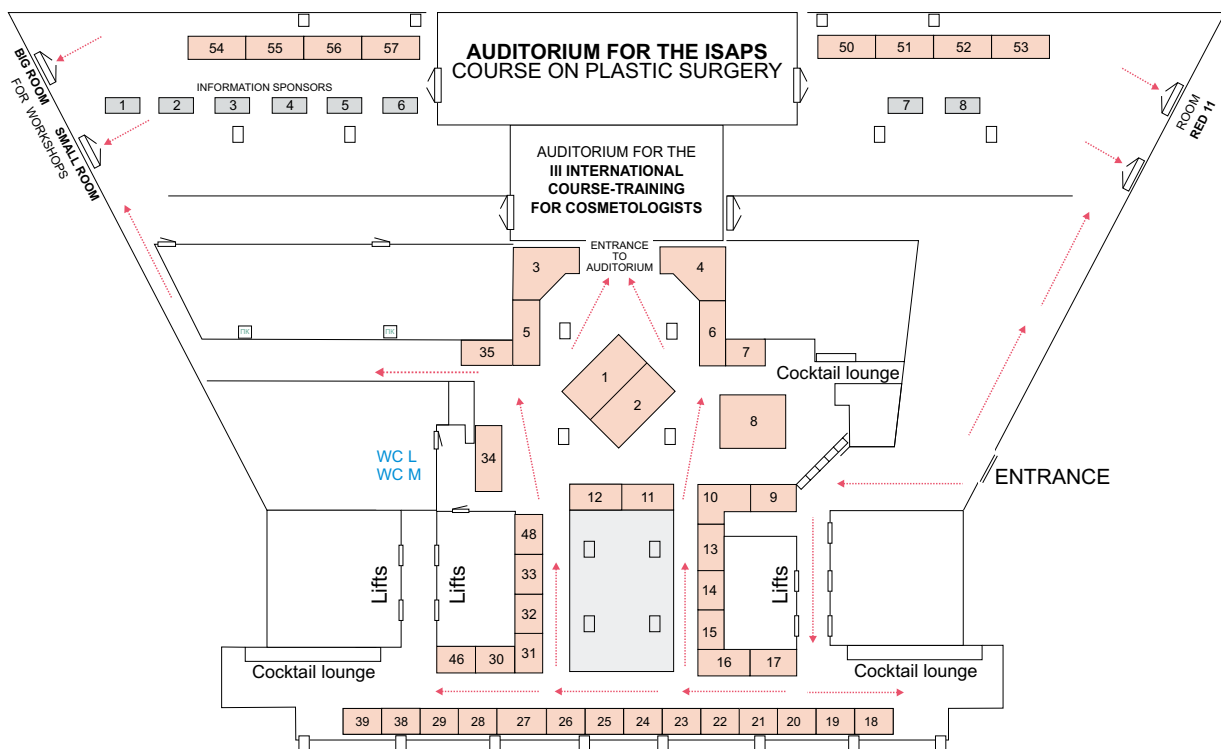 54 55 56 57
AUDITORIUM FOR THE ISAPS
COURSE ON PLASTIC SURGERY
50 51 52 53
BIG ROOM
SMALL ROOM
FOR WORKSHOPS
INFORMATION SPONSORS
1 2 3 4 5 6
7 8
ROOM
RED 11
AUDITORIUM FOR THE
III INTERNATIONAL
COURSE-TRAINING
FOR COSMETOLOGISTS
ENTRANCE
TO
AUDITORIUM
3 4
5 6
ПК ПК
35 7
Cocktail lounge
1
2
8
WC L
WC M
34
ENTRANCE
12 11 10 9
48
33 13
32 14
31 15
Lifts Lifts Lifts
46 30 16 17
Cocktail lounge Cocktail lounge
39 38 29 28 27 26 25 24 23 22 21 20 19 18